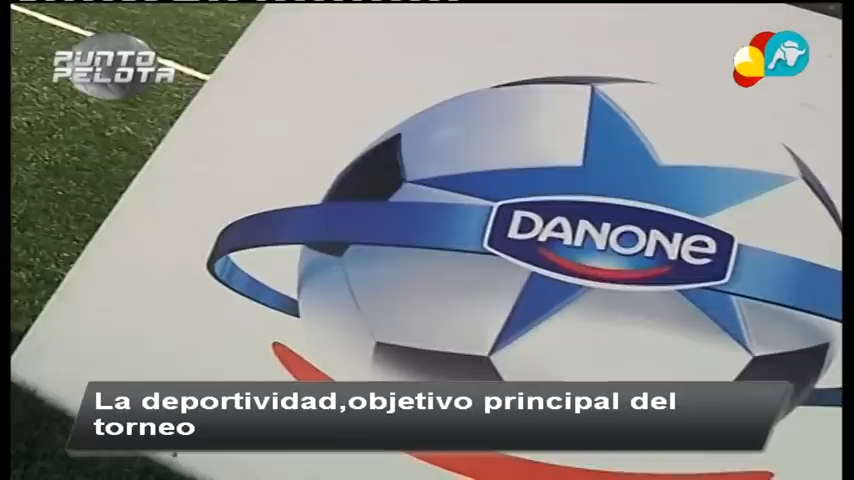 PUNTO
PELOTA
DANONE
La deportividad,objetivo principal del
torneo